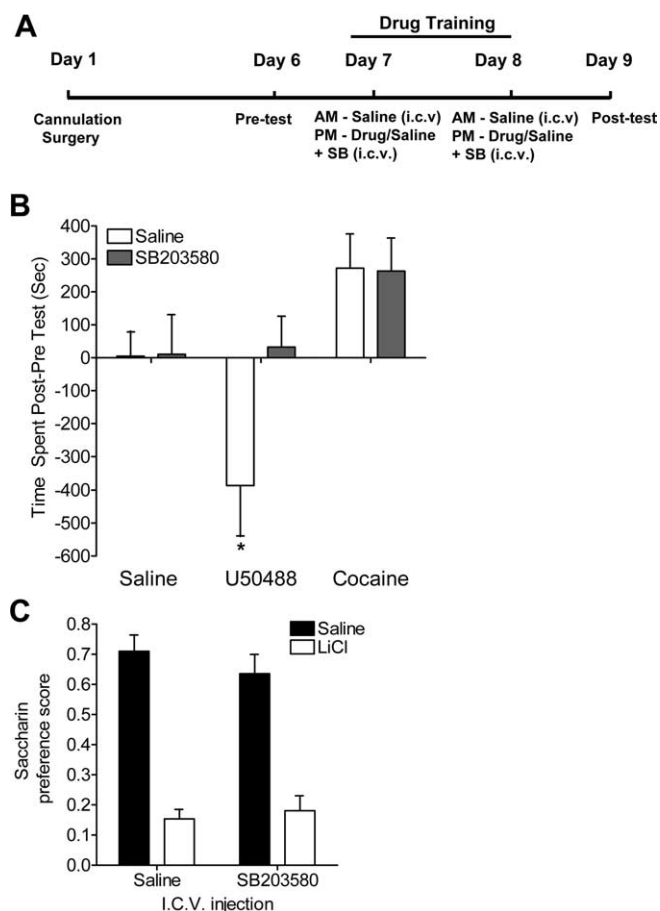 A
Drug Training
Day 1 Day 6 Day 7 Day 8 Day 9
Cannulation
Surgery
Pre-test
AM - Saline (i.c.v)
PM - Drug/Saline
+ SB (i.c.v.)
AM - Saline (i.c.v)
PM - Drug/Saline
+ SB (i.c.v.)
Post-test
B
Time Spent Post-Pre Test (Sec)
400
300
200
100
0
-100
-200
-300
-400
-500
-600
Saline
SB203580
*
Saline U50488 Cocaine
C
Saccharin
preference score
0.8
0.7
0.6
0.5
0.4
0.3
0.2
0.1
0.0
Saline
LiCl
Saline SB203580
I.C.V. injection